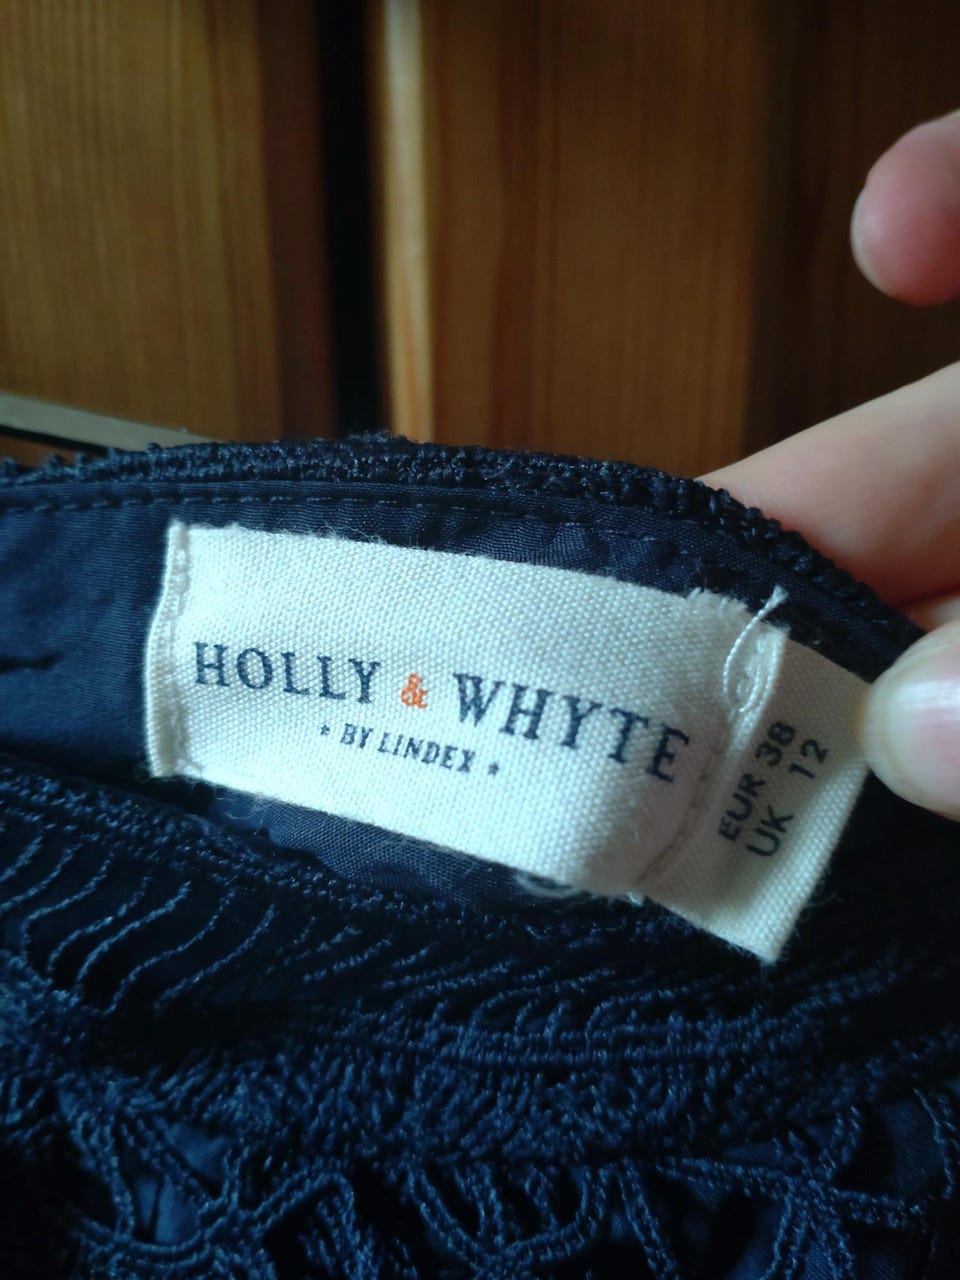 HOLLY & WHYTE
* BY LINDEX *
EUR 38
UK 12